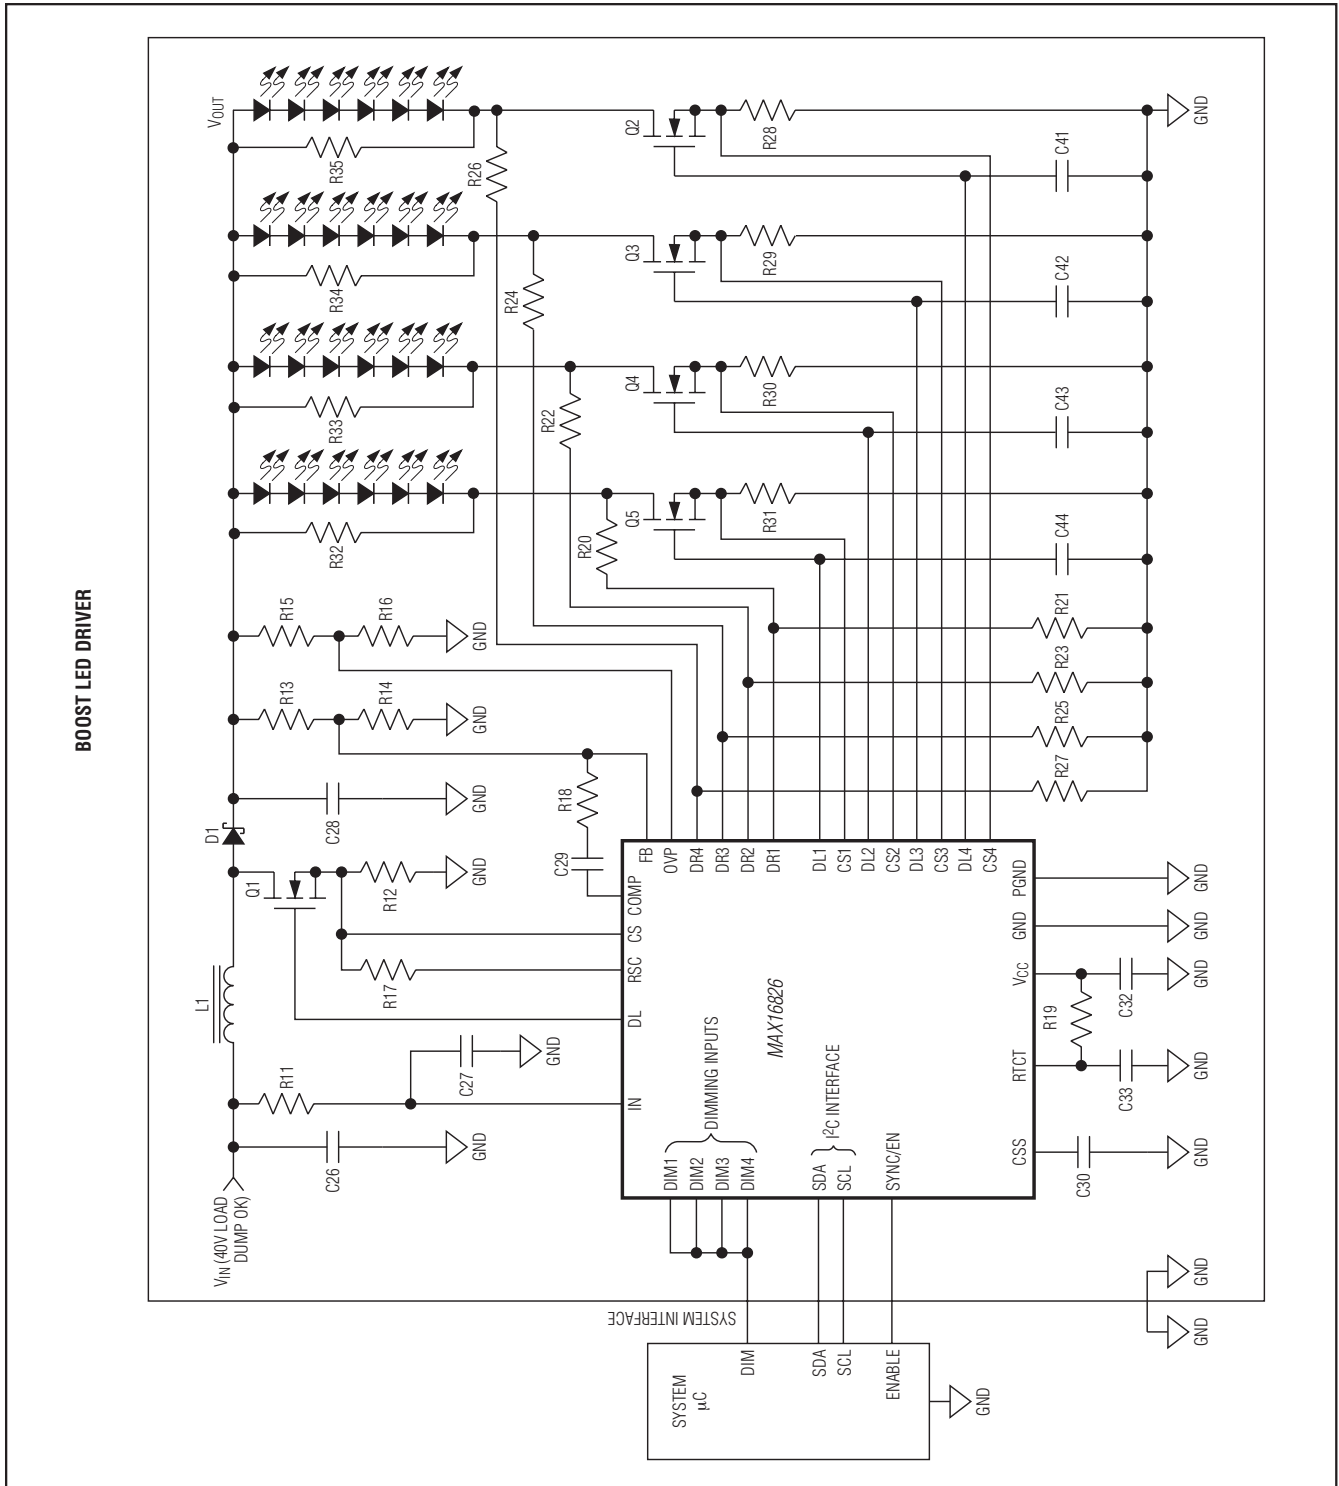 BOOST LED DRIVER
VIN (40V LOAD
DUMP OK)
L1
D1
VOUT
C26
GND
R11
C27
GND
Q1
R17
R12
GND
C28
GND
R13
R14
GND
R15
R16
GND
R32
R33
R34
R35
R20
R22
R24
R26
C29
R18
Q5
Q4
Q3
Q2
R31
R30
R29
R28
C44
C43
C42
C41
GND
R21
R23
R25
R27
IN
DL
RSC
CS
COMP
FB
OVP
DR4
DR3
DR2
DR1
DL1
CS1
DL2
CS2
DL3
CS3
DL4
CS4
MAX16826
DIM1
DIM2
DIM3
DIM4
DIMMING INPUTS
SDA
SCL
I2C INTERFACE
SYNC/EN
CSS
RTCT
VCC
GND
PGND
C30
GND
C33
GND
R19
C32
GND
GND
GND
SYSTEM INTERFACE
SYSTEM
μC
DIM
SDA
SCL
ENABLE
GND
GND
GND